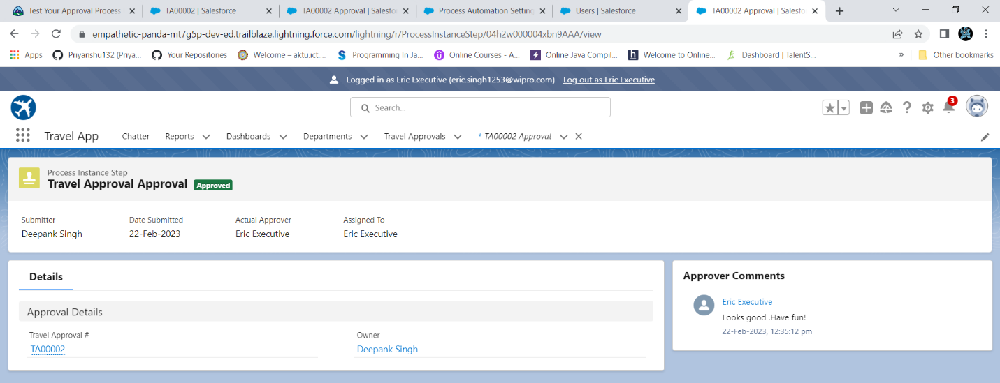 Test Your Approval Process
TA00002 | Salesforce
TA00002 Approval | Salesfo
Process Automation Setting
Users | Salesforce
TA00002 Approval | Salesfo
empathetic-panda-mt7g5p-dev-ed.trailblaze.lightning.force.com/lightning/r/ProcessInstanceStep/04h2w000004xbn9AAA/view
Apps
Priyanshu132 (Priya...
Your Repositories
Welcome – aktu.ict....
Programming In Ja...
Online Courses - A...
Online Java Compil...
Welcome to Online...
Dashboard | TalentS...
»
Other bookmarks
Logged in as Eric Executive (eric.singh1253@wipro.com) Log out as Eric Executive
Search...
3
Travel App
Chatter
Reports
Dashboards
Departments
Travel Approvals
* TA00002 Approval
Process Instance Step
Travel Approval Approval Approved
Submitter
Deepank Singh
Date Submitted
22-Feb-2023
Actual Approver
Eric Executive
Assigned To
Eric Executive
Details
Approval Details
Travel Approval #
TA00002
Owner
Deepank Singh
Approver Comments
Eric Executive
Looks good .Have fun!
22-Feb-2023, 12:35:12 pm